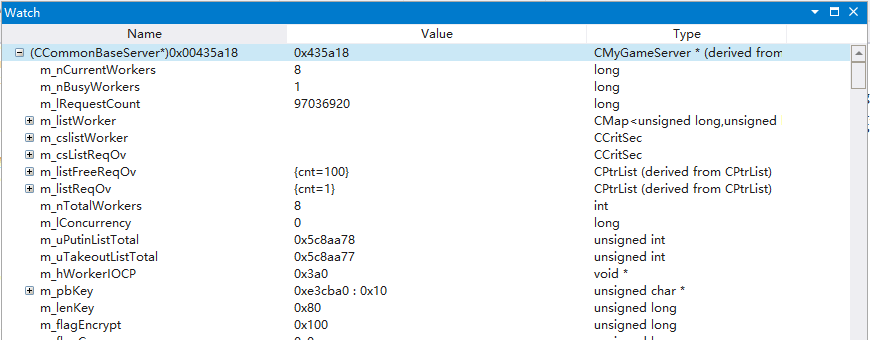 Watch
Name Value Type
(CCommonBaseServer*)0x00435a18 0x435a18 CMyGameServer * (derived from
m_nCurrentWorkers 8 long
m_nBusyWorkers 1 long
m_lRequestCount 97036920 long
m_listWorker CMap<unsigned long,unsigned
m_cslistWorker CCritSec
m_csListReqOv CCritSec
m_listFreeReqOv {cnt=100} CPtrList (derived from CPtrList)
m_listReqOv {cnt=1} CPtrList (derived from CPtrList)
m_nTotalWorkers 8 int
m_lConcurrency 0 long
m_uPutinListTotal 0x5c8aa78 unsigned int
m_uTakeoutListTotal 0x5c8aa77 unsigned int
m_hWorkerIOCP 0x3a0 void *
m_pbKey 0xe3cba0 : 0x10 unsigned char *
m_lenKey 0x80 unsigned long
m_flagEncrypt 0x100 unsigned long